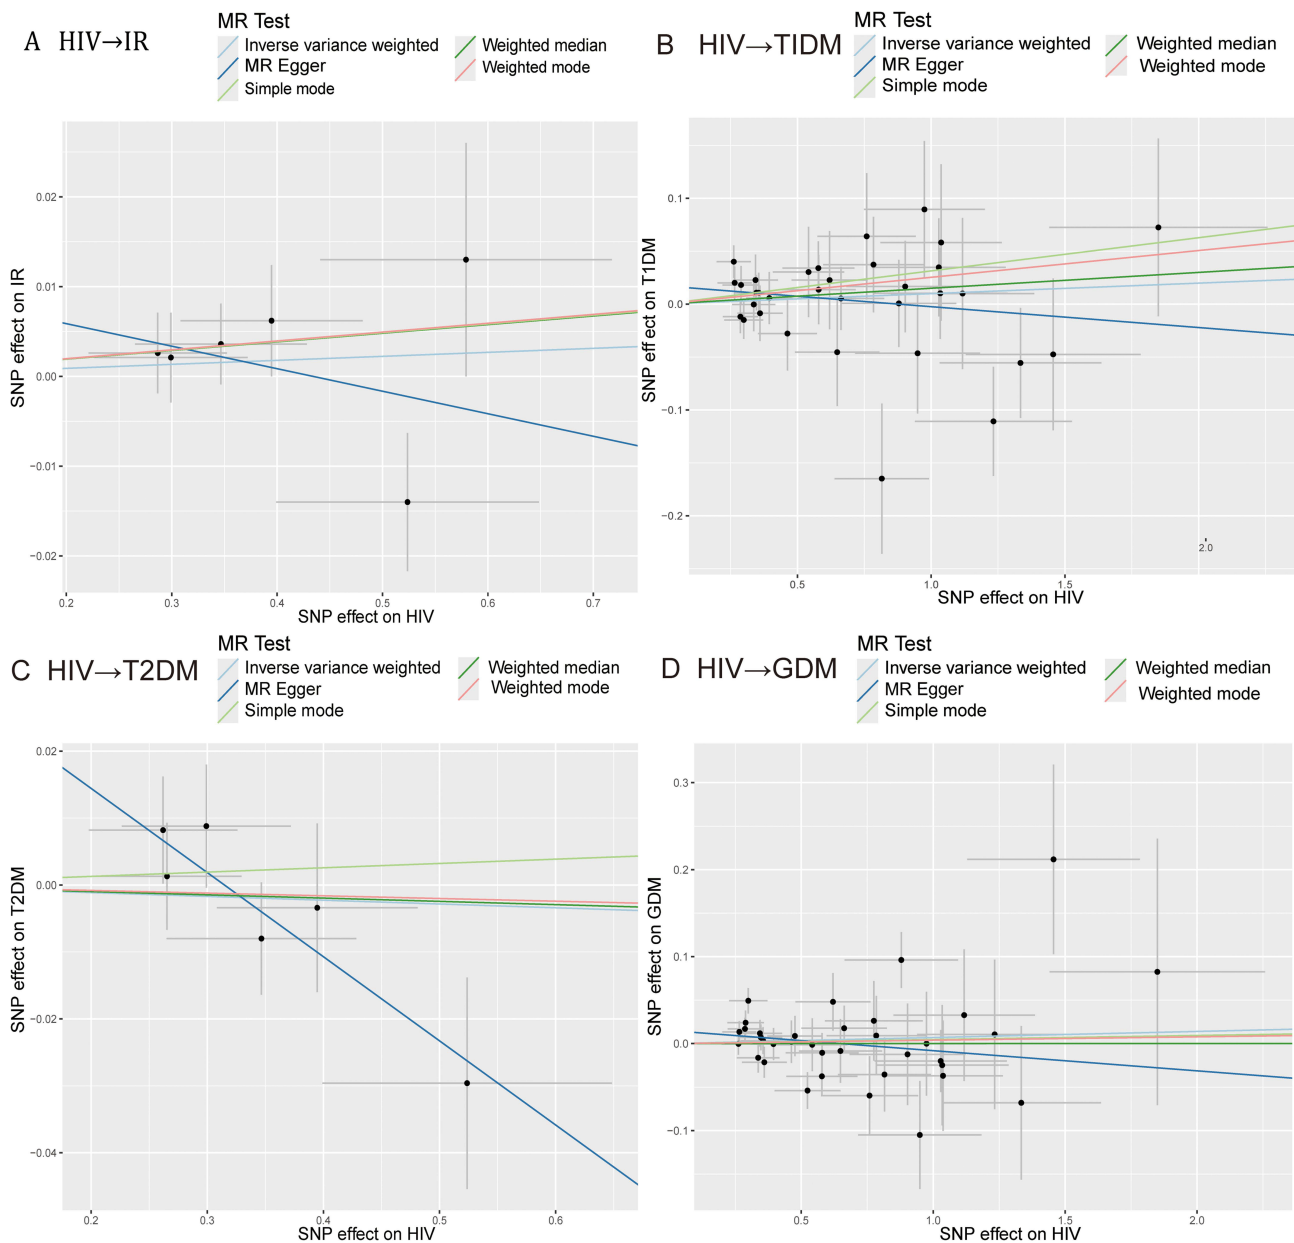 A HIV→IR
MR Test
Inverse variance weighted
MR Egger
Simple mode
Weighted median
Weighted mode
SNP effect on IR
0.02
0.01
0.00
−0.01
−0.02
0.2 0.3 0.4 0.5 0.6 0.7
SNP effect on HIV
B HIV→TIDM
MR Test
Inverse variance weighted
MR Egger
Simple mode
Weighted median
Weighted mode
SNP eff ect on T1DM
0.1
0.0
−0.1
−0.2
2.0
0.5 1.0 1.5
SNP effect on HIV
C HIV→T2DM
MR Test
Inverse variance weighted
MR Egger
Simple mode
Weighted median
Weighted mode
SNP effect on T2DM
0.02
0.00
−0.02
−0.04
0.2 0.3 0.4 0.5 0.6
SNP effect on HIV
D HIV→GDM
MR Test
Inverse variance weighted
MR Egger
Simple mode
Weighted median
Weighted mode
SNP effect on GDM
0.3
0.2
0.1
0.0
−0.1
0.5 1.0 1.5 2.0
SNP effect on HIV